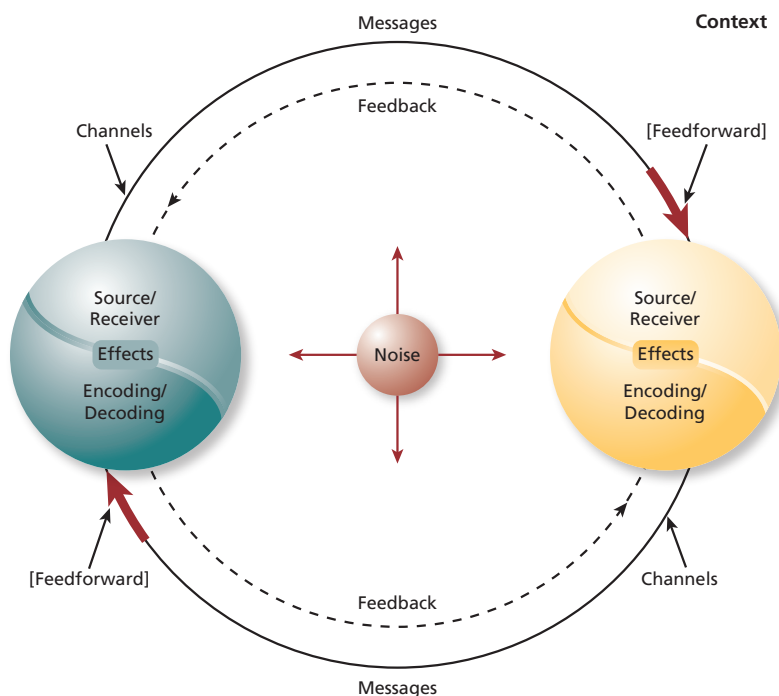 Messages
Context
Feedback
Channels
[Feedforward]
Source/
Receiver
Effects
Encoding/
Decoding
Noise
Source/
Receiver
Effects
Encoding/
Decoding
[Feedforward]
Feedback
Channels
Messages